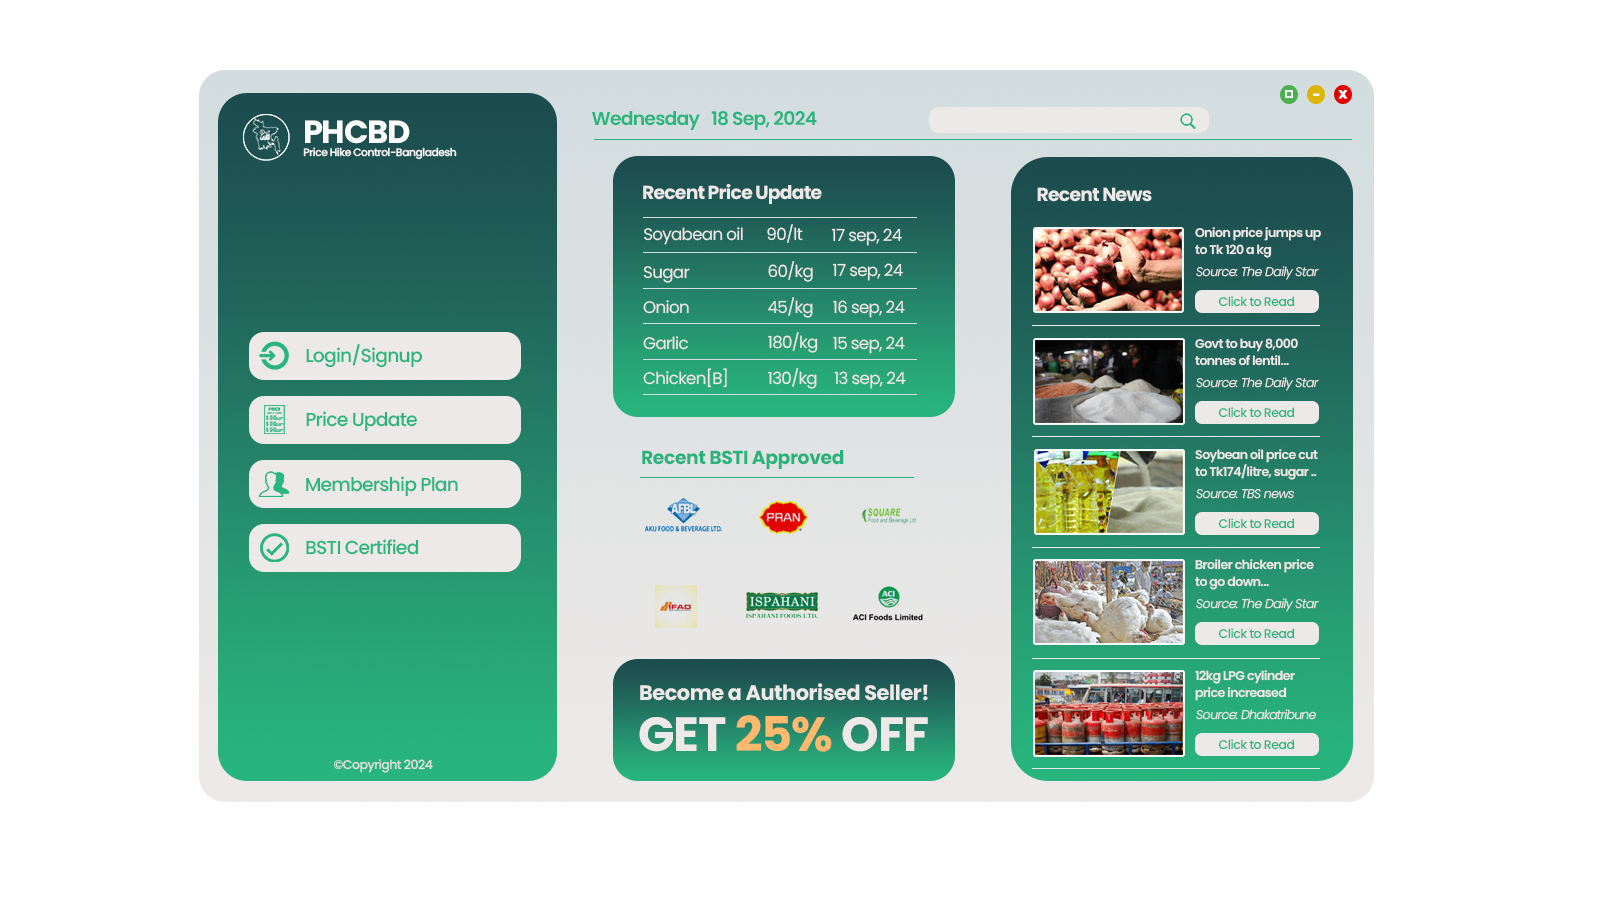 PHCBD
Price Hike Control-Bangladesh
Login/Signup
Price Update
Membership Plan
BSTI Certified
©Copyright 2024
Wednesday 18 Sep, 2024
Recent Price Update
Soyabean oil 90/lt 17 sep, 24
Sugar 60/kg 17 sep, 24
Onion 45/kg 16 sep, 24
Garlic 180/kg 15 sep, 24
Chicken[B] 130/kg 13 sep, 24
Recent BSTI Approved
AFBL
AKIJ FOOD & BEVERAGE LTD.
PRAN
SQUARE
Food and Beverage Ltd
IFAD
ISPAHANI
ISPAHANI FOODS LTD.
ACI
ACI Foods Limited
Become a Authorised Seller!
GET 25% OFF
Recent News
Onion price jumps up
to Tk 120 a kg
Source: The Daily Star
Click to Read
Govt to buy 8,000
tonnes of lentil...
Source: The Daily Star
Click to Read
Soybean oil price cut
to Tk174/litre, sugar ..
Source: TBS news
Click to Read
Broiler chicken price
to go down...
Source: The Daily Star
Click to Read
12kg LPG cylinder
price increased
Source: Dhakatribune
Click to Read